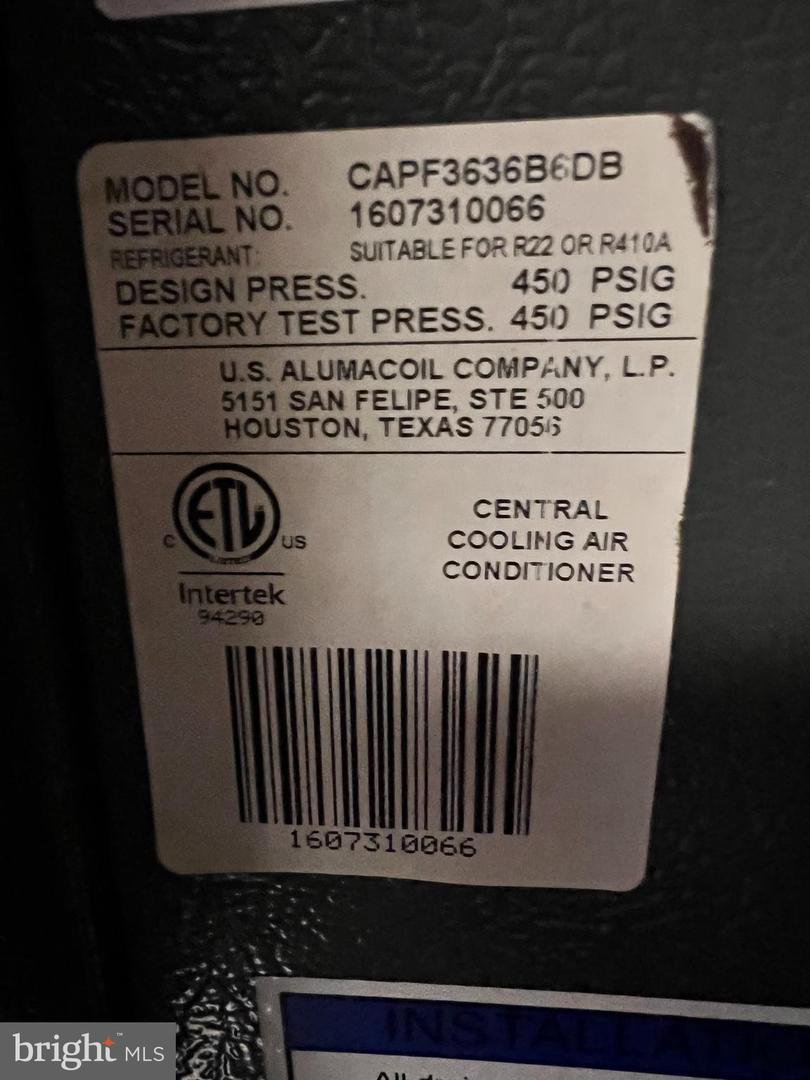 MODEL NO. CAPF3636B6DB
SERIAL NO. 1607310066
REFRIGERANT: SUITABLE FOR R22 OR R410A
DESIGN PRESS. 450 PSIG
FACTORY TEST PRESS. 450 PSIG
U.S. ALUMACOIL COMPANY, L.P.
5151 SAN FELIPE, STE 500
HOUSTON, TEXAS 77056
ETL
LISTED
C US
Intertek
94290
CENTRAL
COOLING AIR
CONDITIONER
1607310066
bright™ MLS